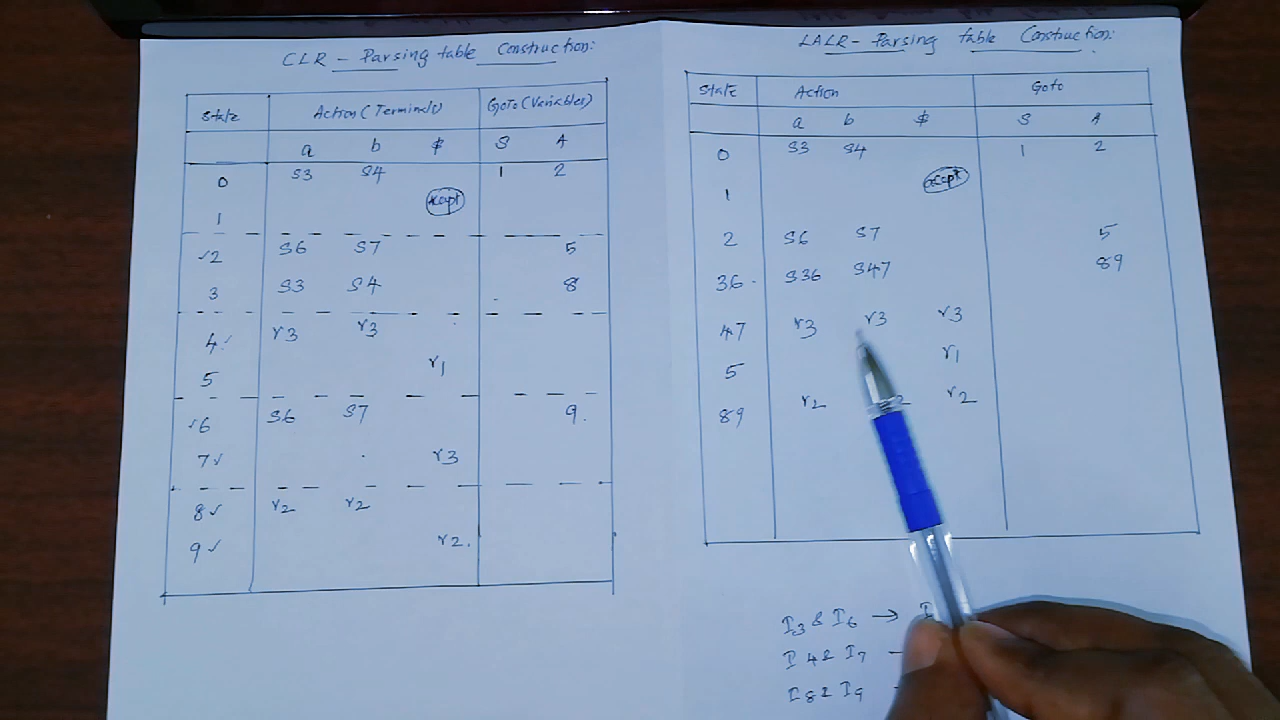 CLR - Parsing table Construction:
State Action (Terminals) Goto (Variables)
a b $ S A
0 S3 S4 1 2
1 accept
2 S6 S7 5
3 S3 S4 8
4 r3 r3
5 r1
6 S6 S7 9
7 r3
8 r2 r2
9 r2
LALR - Parsing table Construction:
State Action Goto
a b $ S A
0 S3 S4 1 2
1 accept
2 S6 S7 5
36 S36 S47 89
47 r3 r3 r3
5 r1
89 r2 2 r2
I3 & I6 → I
I4 & I7
I8 & I9